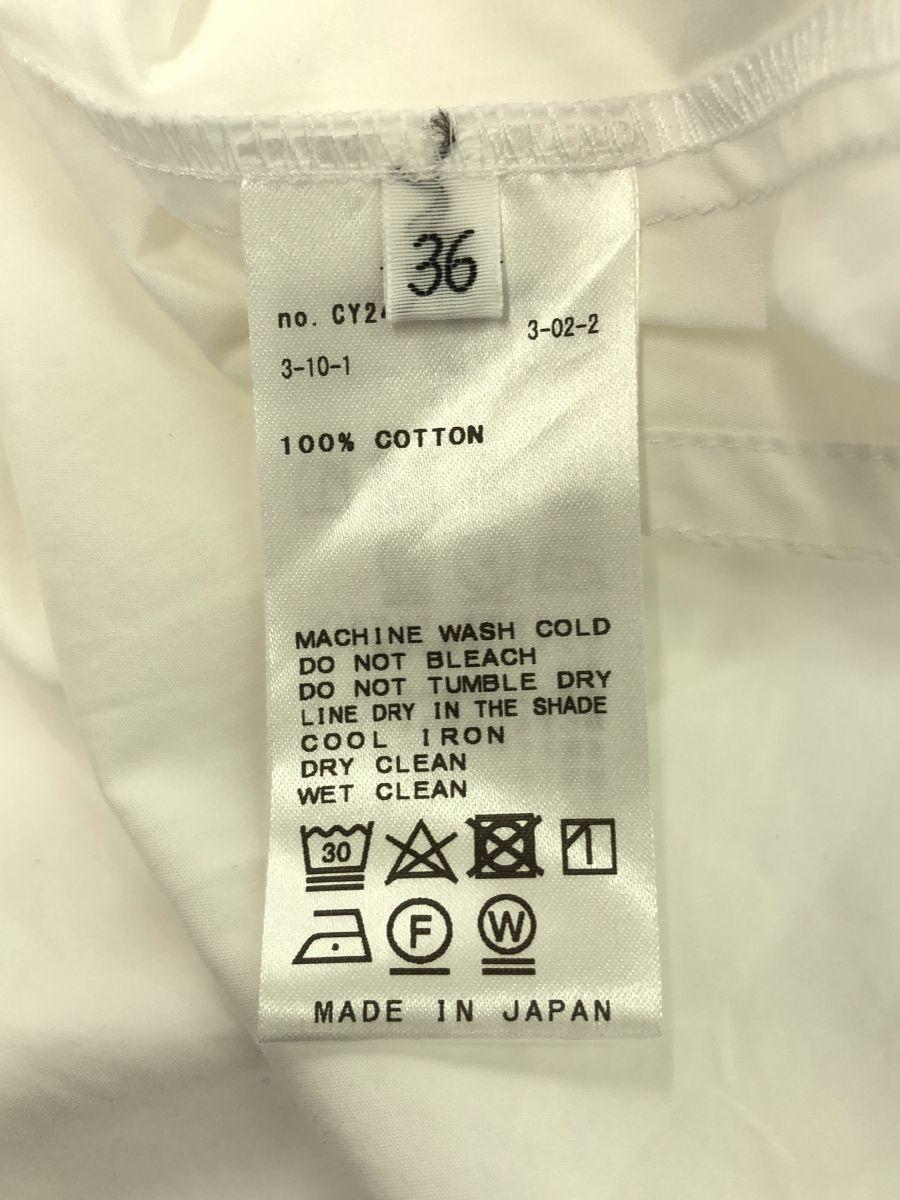 36
no. CY24
3-02-2
3-10-1
100% COTTON
MACHINE WASH COLD
DO NOT BLEACH
DO NOT TUMBLE DRY
LINE DRY IN THE SHADE
COOL IRON
DRY CLEAN
WET CLEAN
30
F
W
MADE IN JAPAN